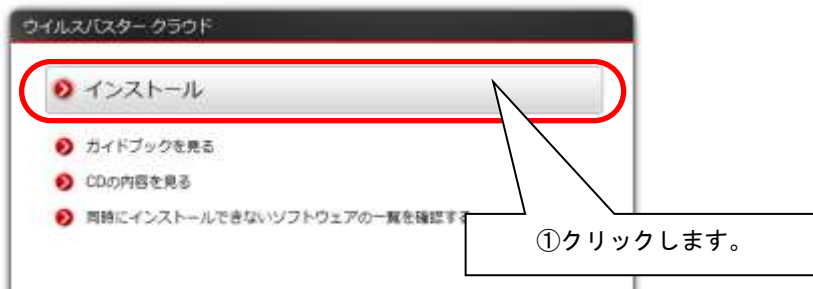 ウイルスバスター クラウド
インストール
ガイドブックを見る
CDの内容を見る
同時にインストールできないソフトウェアの一覧を確認する
①クリックします。